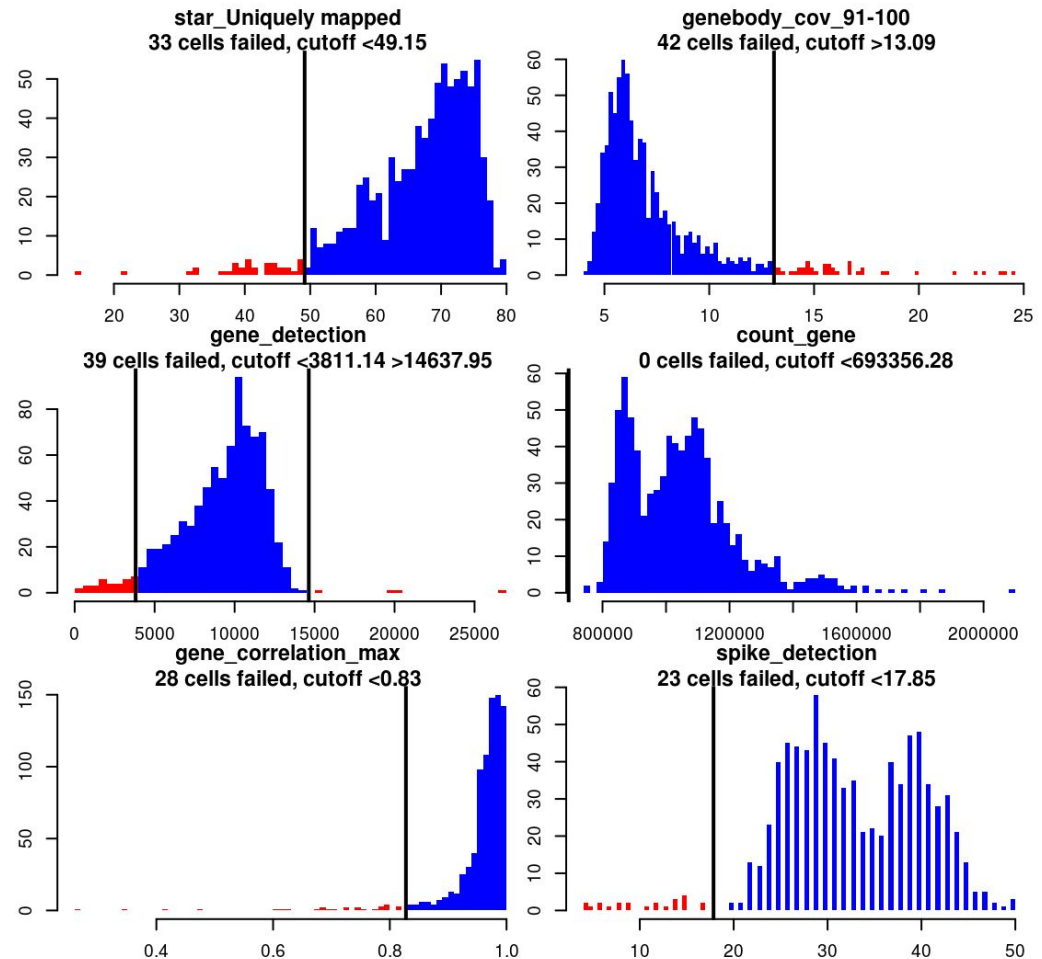 star_Uniquely mapped
33 cells failed, cutoff <49.15
0 10 20 30 40 50
20 30 40 50 60 70 80
genebody_cov_91-100
42 cells failed, cutoff >13.09
0 10 20 30 40 50 60
5 10 15 20 25
gene_detection
39 cells failed, cutoff <3811.14 >14637.95
0 20 40 60 80
0 5000 10000 15000 20000 25000
count_gene
0 cells failed, cutoff <693356.28
0 10 20 30 40 50 60
800000 1200000 1600000 2000000
gene_correlation_max
28 cells failed, cutoff <0.83
0 50 100 150
0.4 0.6 0.8 1.0
spike_detection
23 cells failed, cutoff <17.85
0 10 20 30 40 50 60
10 20 30 40 50